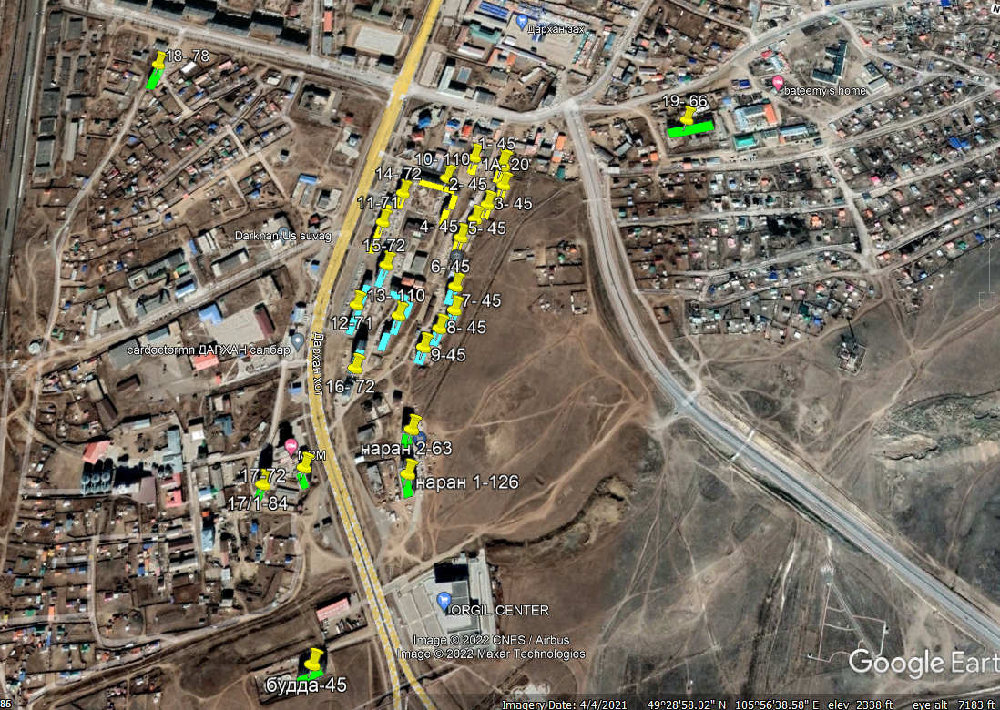 Дархан зах
N
18- 78
bateemy's home
19- 66
1- 45
10- 110
1A- 20
14- 72
2- 45
11-71
3- 45
4- 45
5- 45
Darkhan-Us suvag
15-72
6- 45
13- 110
7- 45
12-71
8- 45
cardoctormn ДАРХАН салбар
9-45
Дархан хот
16- 72
наран 2-63
MBM
17-72
наран 1-126
17/1-84
ORGIL CENTER
Image © 2022 CNES / Airbus
Image © 2022 Maxar Technologies
Google Eart
будда-45
85
Imagery Date: 4/4/2021 49°28'58.02" N 105°56'38.58" E elev 2338 ft eye alt 7183 ft